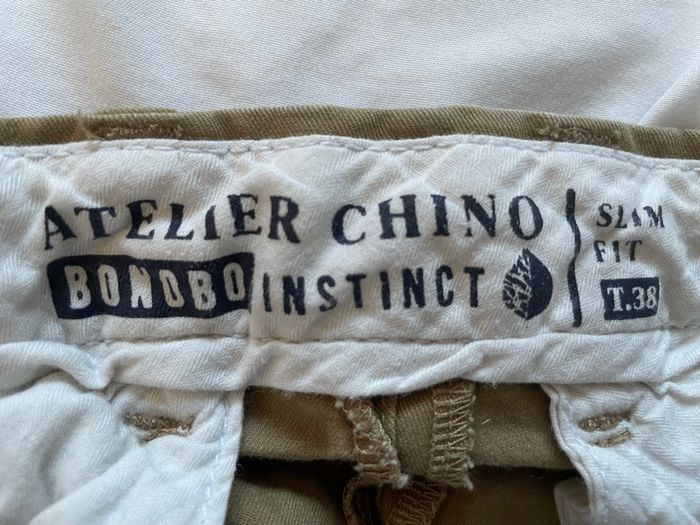 ATELIER CHINO
BONOBO INSTINCT
SLIM
FIT
T.38